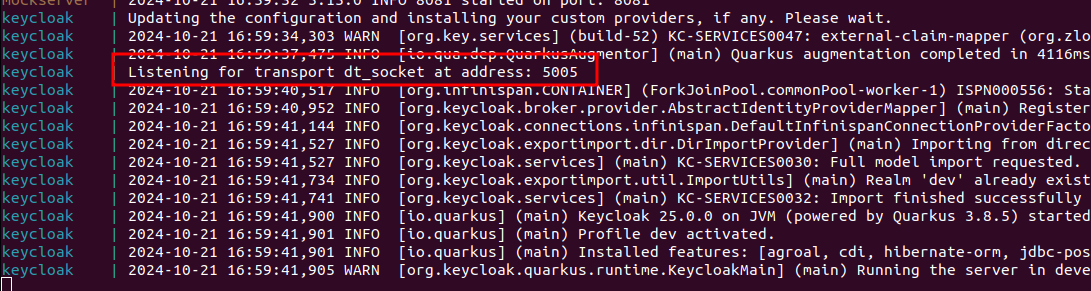 Mockserver | 2024-10-21 16:59:32 5.15.0 INFO 8081 started on port: 8081
keycloak | Updating the configuration and installing your custom providers, if any. Please wait.
keycloak | 2024-10-21 16:59:34,303 WARN [org.key.services] (build-52) KC-SERVICES0047: external-claim-mapper (org.zlo
keycloak | 2024-10-21 16:59:37,475 INFO [io.qua.dep.QuarkusAugmentor] (main) Quarkus augmentation completed in 4116ms
keycloak | Listening for transport dt_socket at address: 5005
keycloak | 2024-10-21 16:59:40,517 INFO [org.infinispan.CONTAINER] (ForkJoinPool.commonPool-worker-1) ISPN000556: Sta
keycloak | 2024-10-21 16:59:40,952 INFO [org.keycloak.broker.provider.AbstractIdentityProviderMapper] (main) Register
keycloak | 2024-10-21 16:59:41,144 INFO [org.keycloak.connections.infinispan.DefaultInfinispanConnectionProviderFacto
keycloak | 2024-10-21 16:59:41,527 INFO [org.keycloak.exportimport.dir.DirImportProvider] (main) Importing from direc
keycloak | 2024-10-21 16:59:41,527 INFO [org.keycloak.services] (main) KC-SERVICES0030: Full model import requested.
keycloak | 2024-10-21 16:59:41,734 INFO [org.keycloak.exportimport.util.ImportUtils] (main) Realm 'dev' already exist
keycloak | 2024-10-21 16:59:41,741 INFO [org.keycloak.services] (main) KC-SERVICES0032: Import finished successfully
keycloak | 2024-10-21 16:59:41,900 INFO [io.quarkus] (main) Keycloak 25.0.0 on JVM (powered by Quarkus 3.8.5) started
keycloak | 2024-10-21 16:59:41,901 INFO [io.quarkus] (main) Profile dev activated.
keycloak | 2024-10-21 16:59:41,901 INFO [io.quarkus] (main) Installed features: [agroal, cdi, hibernate-orm, jdbc-pos
keycloak | 2024-10-21 16:59:41,905 WARN [org.keycloak.quarkus.runtime.KeycloakMain] (main) Running the server in deve